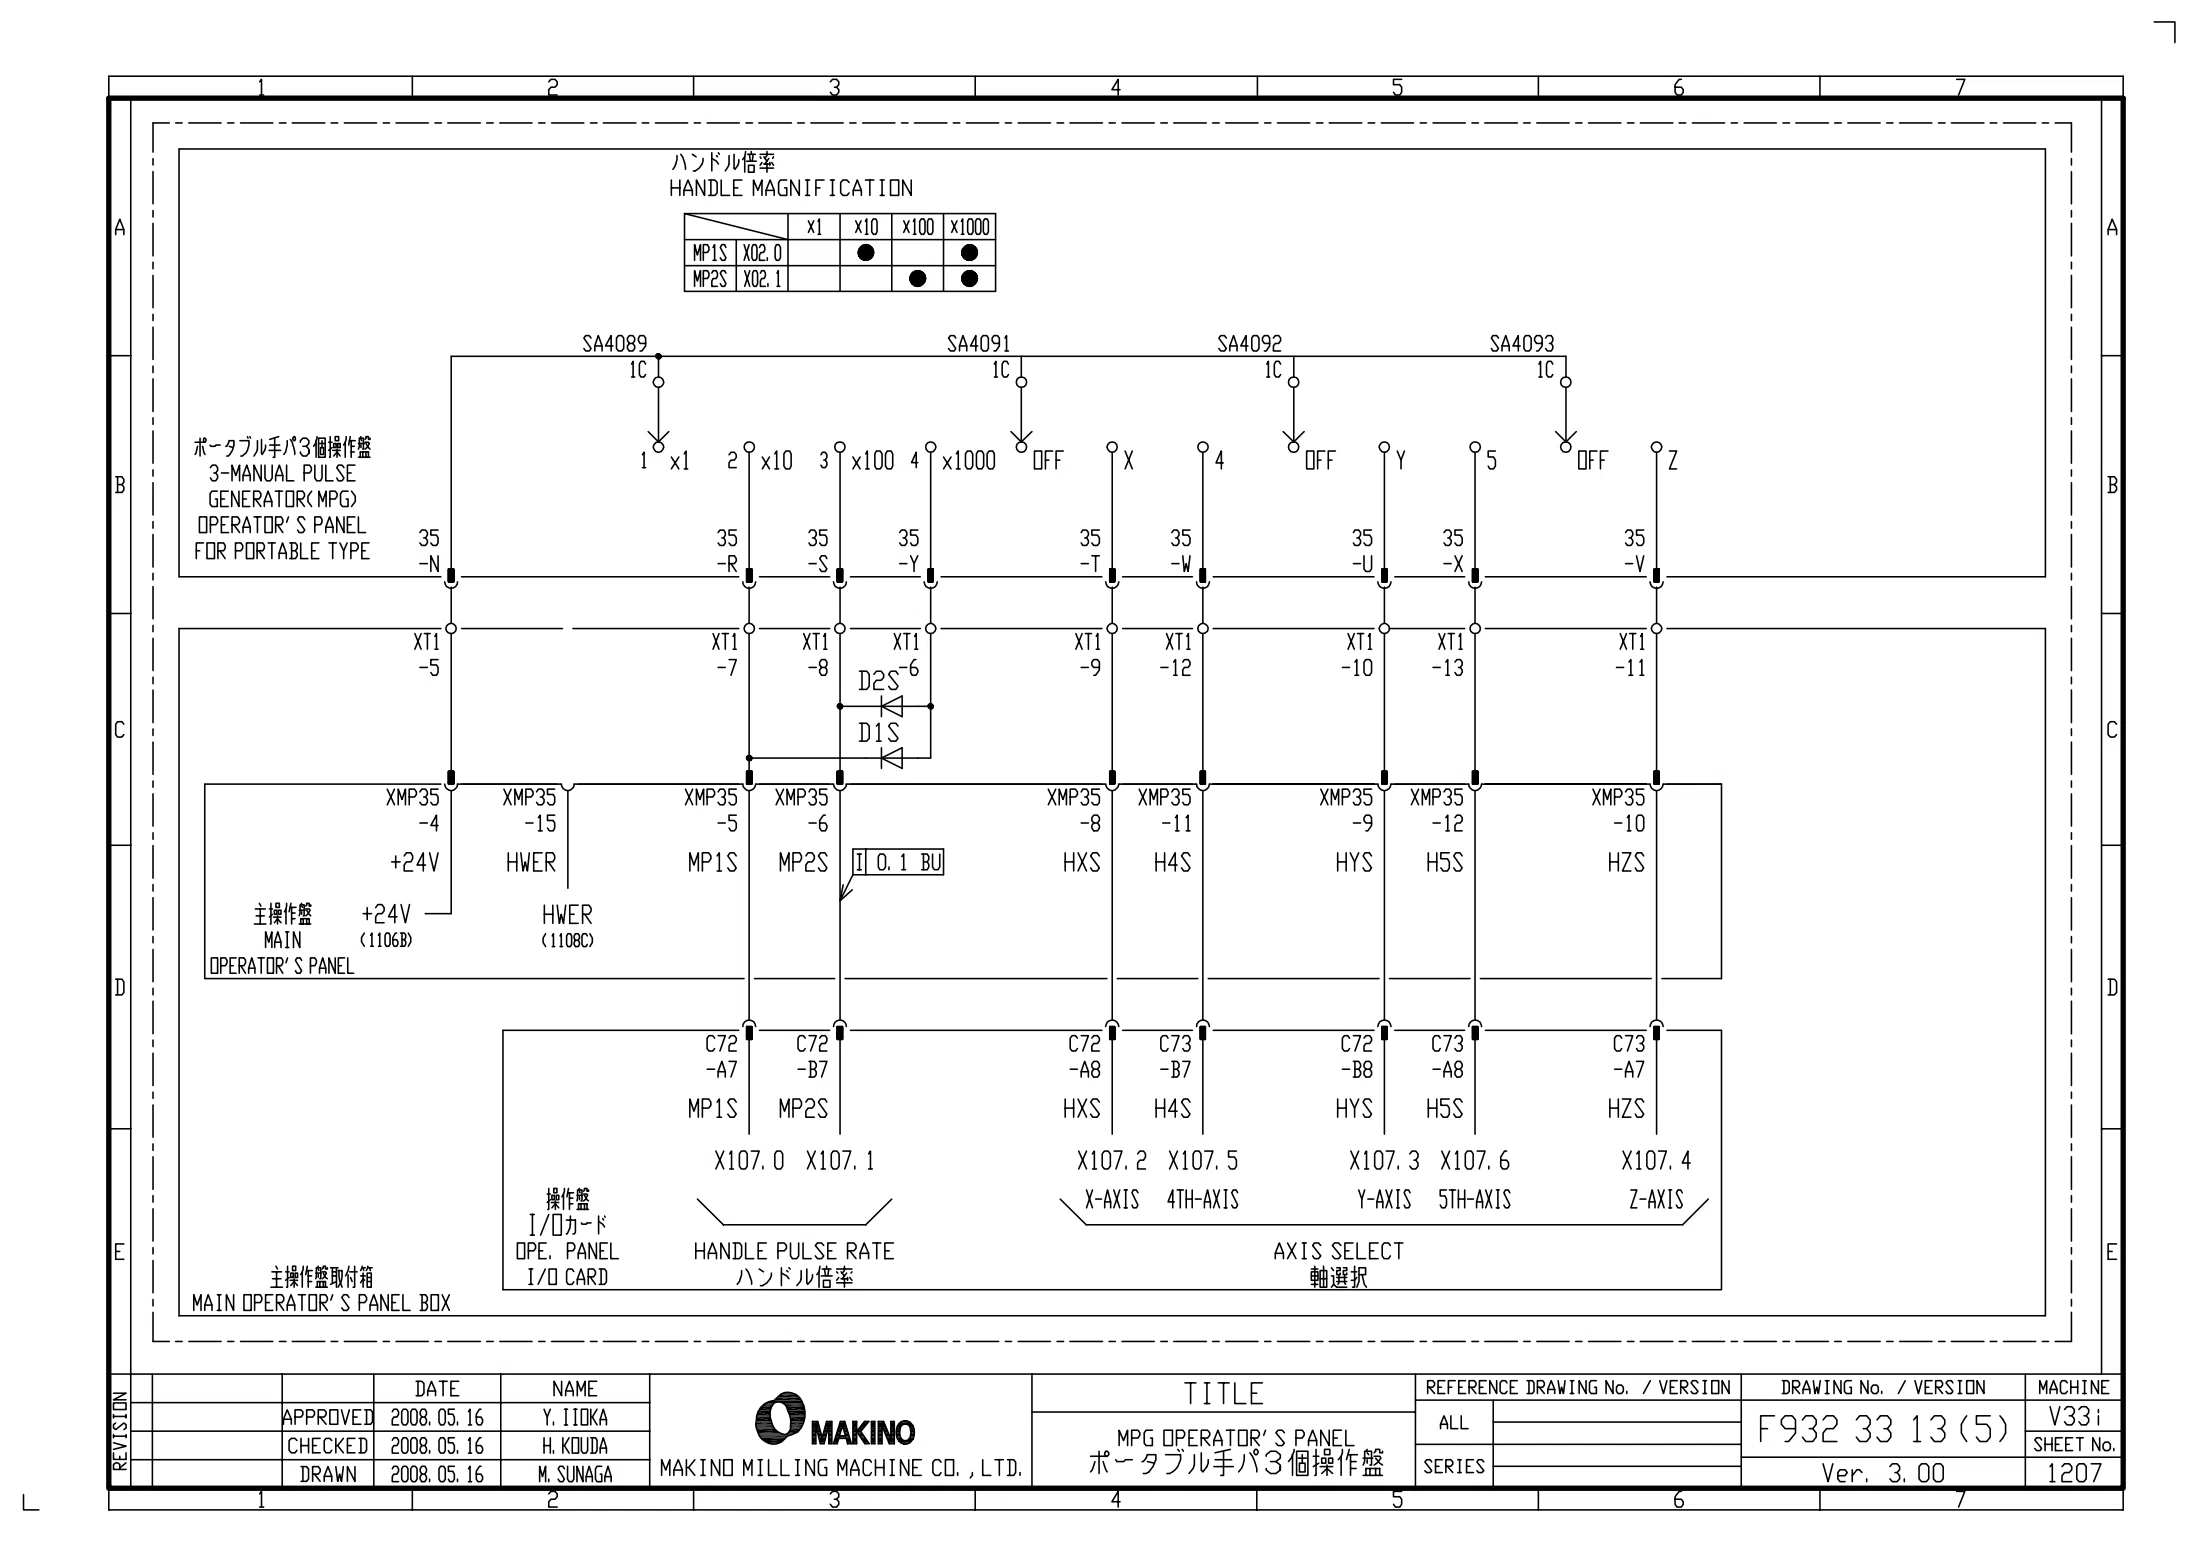 1 2 3 4 5 6 7
ハンドル倍率
HANDLE MAGNIFICATION
x1 x10 x100 x1000
MP1S X02.0 ● ●
MP2S X02.1 ● ●
A A
SA4089 SA4091 SA4092 SA4093
1C 1C 1C 1C
1 x1 2 x10 3 x100 4 x1000 OFF X 4 OFF Y 5 OFF Z
ポータブル手パ3個操作盤
3-MANUAL PULSE
GENERATOR(MPG)
OPERATOR'S PANEL
FOR PORTABLE TYPE
B B
35 35 35 35 35 35 35 35 35
-N -R -S -Y -T -W -U -X -V
XT1 XT1 XT1 XT1 XT1 XT1 XT1 XT1 XT1
-5 -7 -8 -6 -9 -12 -10 -13 -11
D2S
C C
D1S
XMP35 XMP35 XMP35 XMP35 XMP35 XMP35 XMP35 XMP35 XMP35
-4 -15 -5 -6 -8 -11 -9 -12 -10
+24V HWER MP1S MP2S I 0.1 BU HXS H4S HYS H5S HZS
主操作盤 +24V HWER
MAIN (1106B) (1108C)
OPERATOR'S PANEL
D D
C72 C72 C72 C73 C72 C73 C73
-A7 -B7 -A8 -B7 -B8 -A8 -A7
MP1S MP2S HXS H4S HYS H5S HZS
X107.0 X107.1 X107.2 X107.5 X107.3 X107.6 X107.4
X-AXIS 4TH-AXIS Y-AXIS 5TH-AXIS Z-AXIS
操作盤
I/Oカード
OPE. PANEL
I/O CARD
HANDLE PULSE RATE
ハンドル倍率
AXIS SELECT
軸選択
E E
主操作盤取付箱
MAIN OPERATOR'S PANEL BOX
REVISION
DATE NAME
APPROVED 2008.05.16 Y.IIOKA
CHECKED 2008.05.16 H.KOUDA
DRAWN 2008.05.16 M.SUNAGA
MAKINO
MAKINO MILLING MACHINE CO.,LTD.
TITLE
MPG OPERATOR'S PANEL
ポータブル手パ3個操作盤
REFERENCE DRAWING No. / VERSION
ALL
SERIES
DRAWING No. / VERSION
F932 33 13(5)
Ver. 3.00
MACHINE
V33i
SHEET No.
1207
1 2 3 4 5 6 7